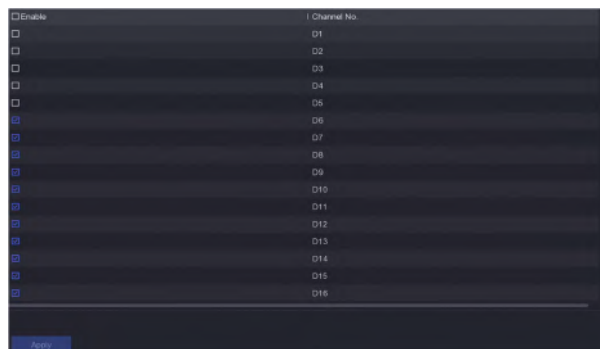 Enable Channel No.
D1
D2
D3
D4
D5
D6
D7
D8
D9
D10
D11
D12
D13
D14
D15
D16
Apply